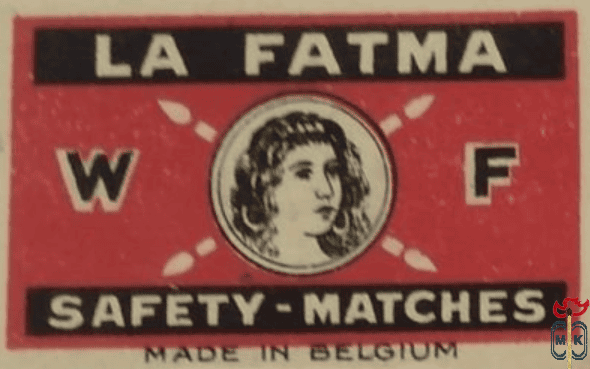 LA FATMA
W F
SAFETY-MATCHES
MADE IN BELGIUM
M K